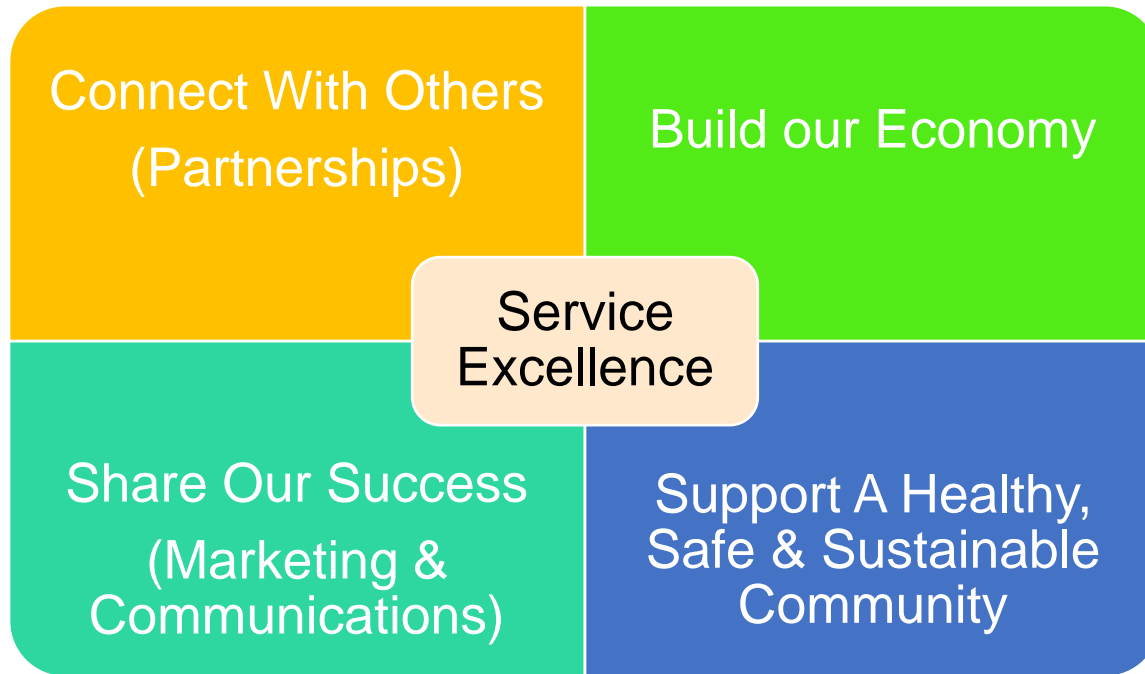 Connect With Others
(Partnerships)
Build our Economy
Service
Excellence
Share Our Success
(Marketing &
Communications)
Support A Healthy,
Safe & Sustainable
Community